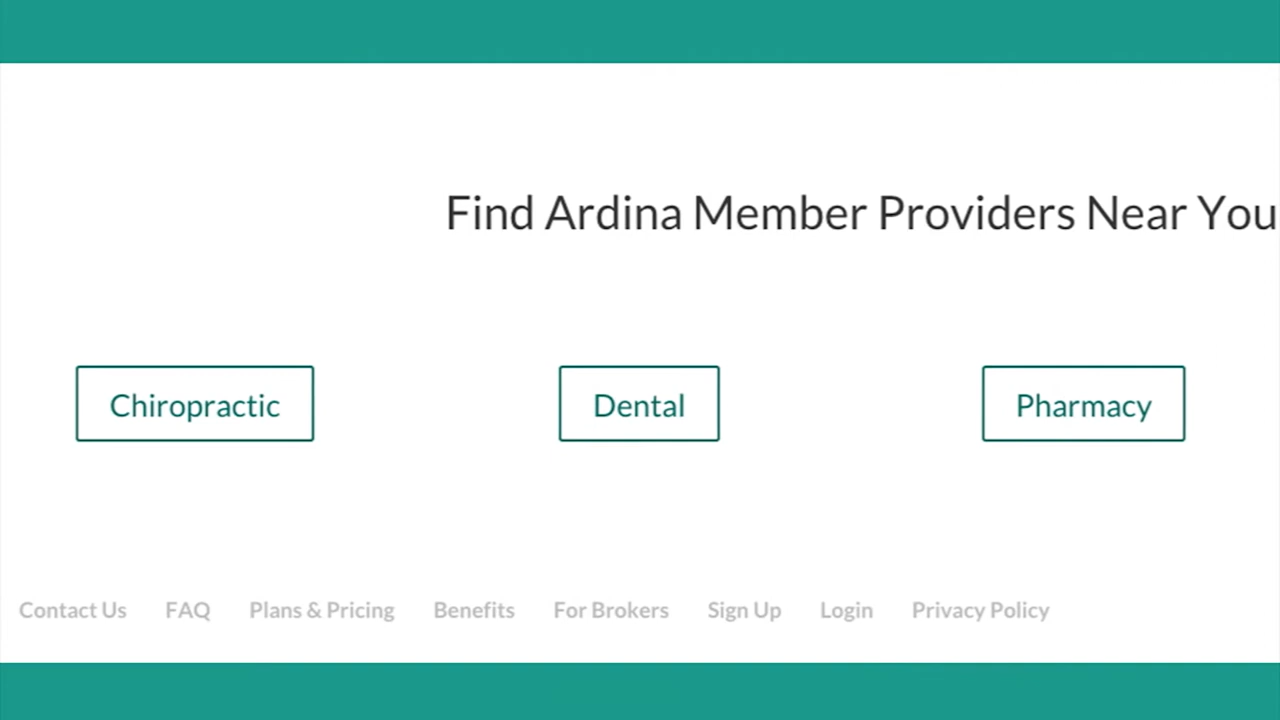 Find Ardina Member Providers Near You
Chiropractic Dental Pharmacy
Contact Us FAQ Plans & Pricing Benefits For Brokers Sign Up Login Privacy Policy